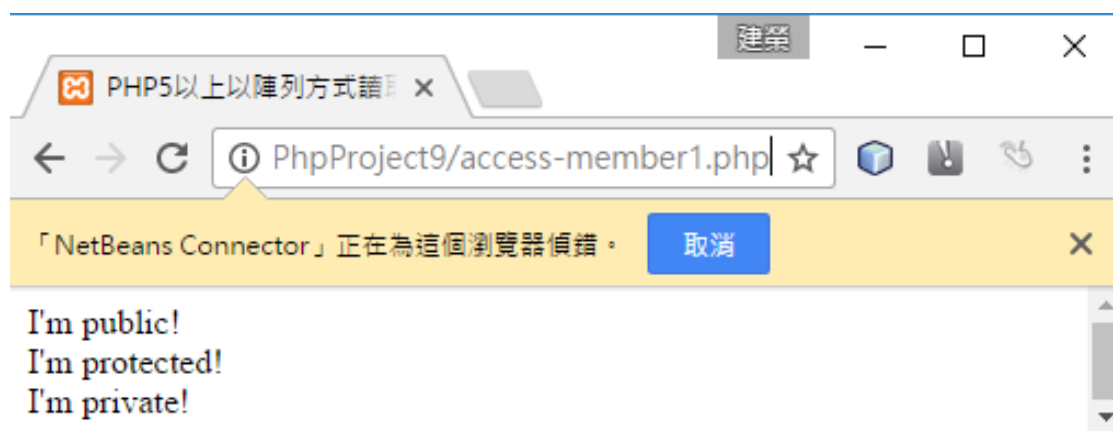 建榮
PHP5以上以陣列方式讀
PhpProject9/access-member1.php
「NetBeans Connector」正在為這個瀏覽器偵錯。 取消
I'm public!
I'm protected!
I'm private!